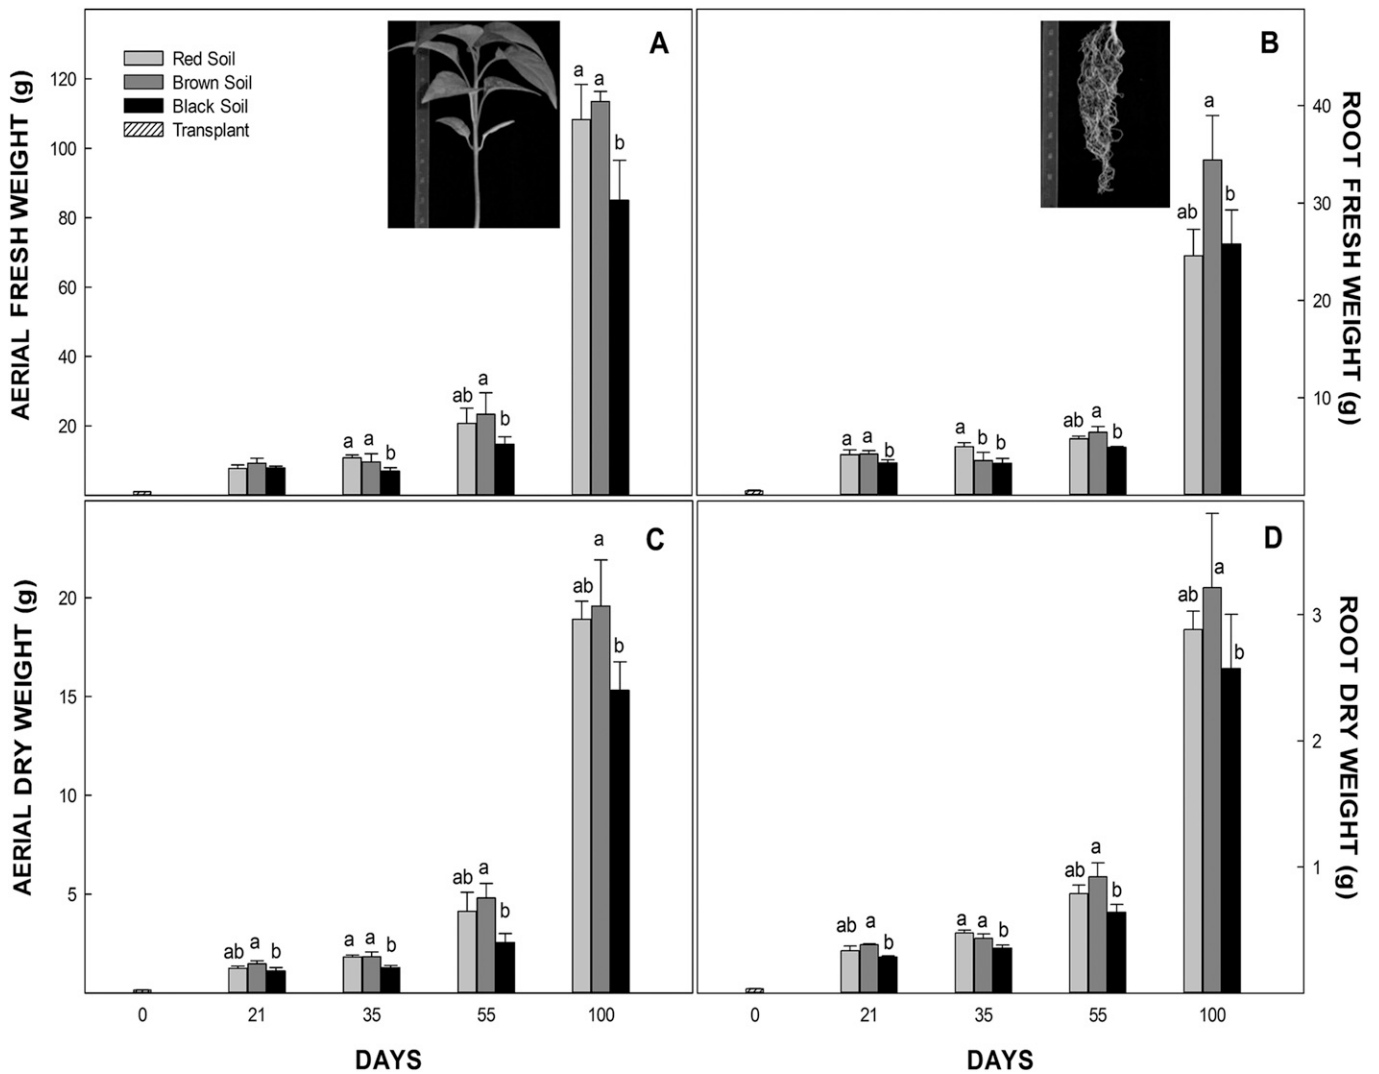 A
B
Red Soil
Brown Soil
Black Soil
Transplant
AERIAL FRESH WEIGHT (g)
120
100
80
60
40
20
a a b
ab a b
a a b
ROOT FRESH WEIGHT (g)
40
30
20
10
a
ab b
a a b
a b b
ab a b
C
D
AERIAL DRY WEIGHT (g)
20
15
10
5
ab a b
a a b
ab a b
ab a b
ROOT DRY WEIGHT (g)
3
2
1
ab a b
a a b
ab a b
ab a b
0 21 35 55 100
0 21 35 55 100
DAYS
DAYS